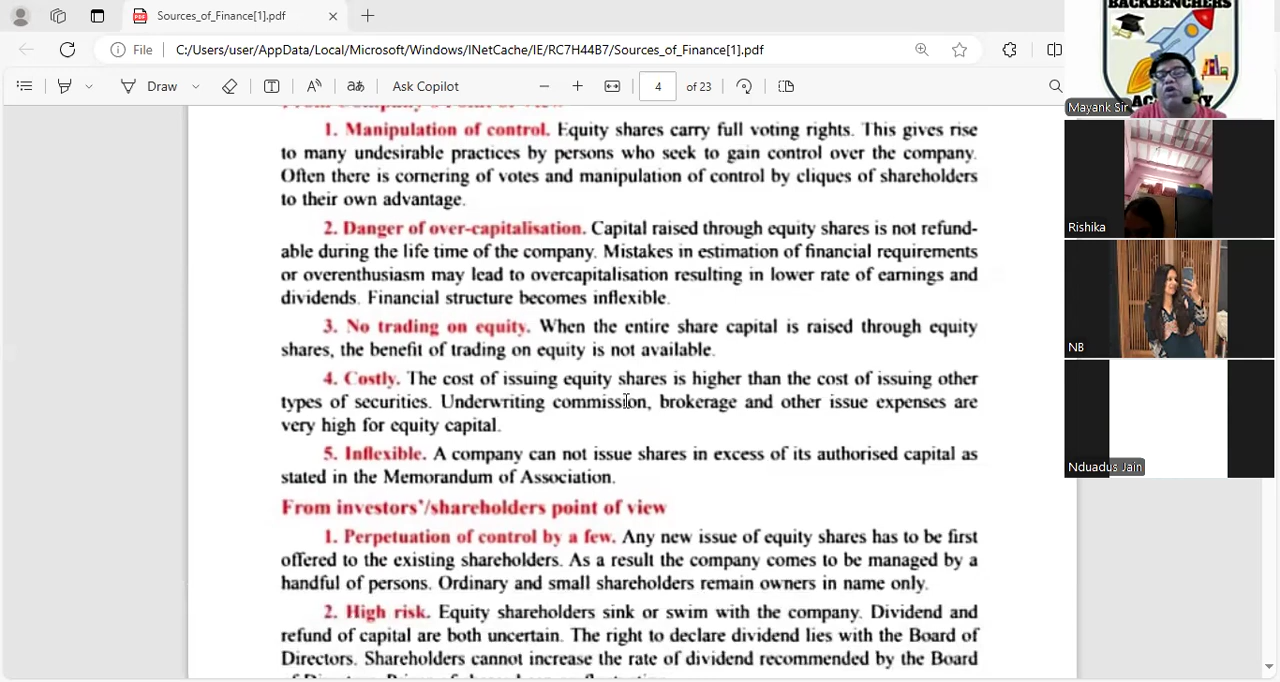 Sources_of_Finance[1].pdf
File
C:/Users/user/AppData/Local/Microsoft/Windows/INetCache/IE/RC7H44B7/Sources_of_Finance[1].pdf
Draw
Ask Copilot
4 of 23
1. Manipulation of control. Equity shares carry full voting rights. This gives rise
to many undesirable practices by persons who seek to gain control over the company.
Often there is cornering of votes and manipulation of control by cliques of shareholders
to their own advantage.
2. Danger of over-capitalisation. Capital raised through equity shares is not refund-
able during the life time of the company. Mistakes in estimation of financial requirements
or overenthusiasm may lead to overcapitalisation resulting in lower rate of earnings and
dividends. Financial structure becomes inflexible.
3. No trading on equity. When the entire share capital is raised through equity
shares, the benefit of trading on equity is not available.
4. Costly. The cost of issuing equity shares is higher than the cost of issuing other
types of securities. Underwriting commission, brokerage and other issue expenses are
very high for equity capital.
5. Inflexible. A company can not issue shares in excess of its authorised capital as
stated in the Memorandum of Association.
From investors'/shareholders point of view
1. Perpetuation of control by a few. Any new issue of equity shares has to be first
offered to the existing shareholders. As a result the company comes to be managed by a
handful of persons. Ordinary and small shareholders remain owners in name only.
2. High risk. Equity shareholders sink or swim with the company. Dividend and
refund of capital are both uncertain. The right to declare dividend lies with the Board of
Directors. Shareholders cannot increase the rate of dividend recommended by the Board
BACKBENCHERS
Mayank Sir
Rishika
NB
Nduadus Jain